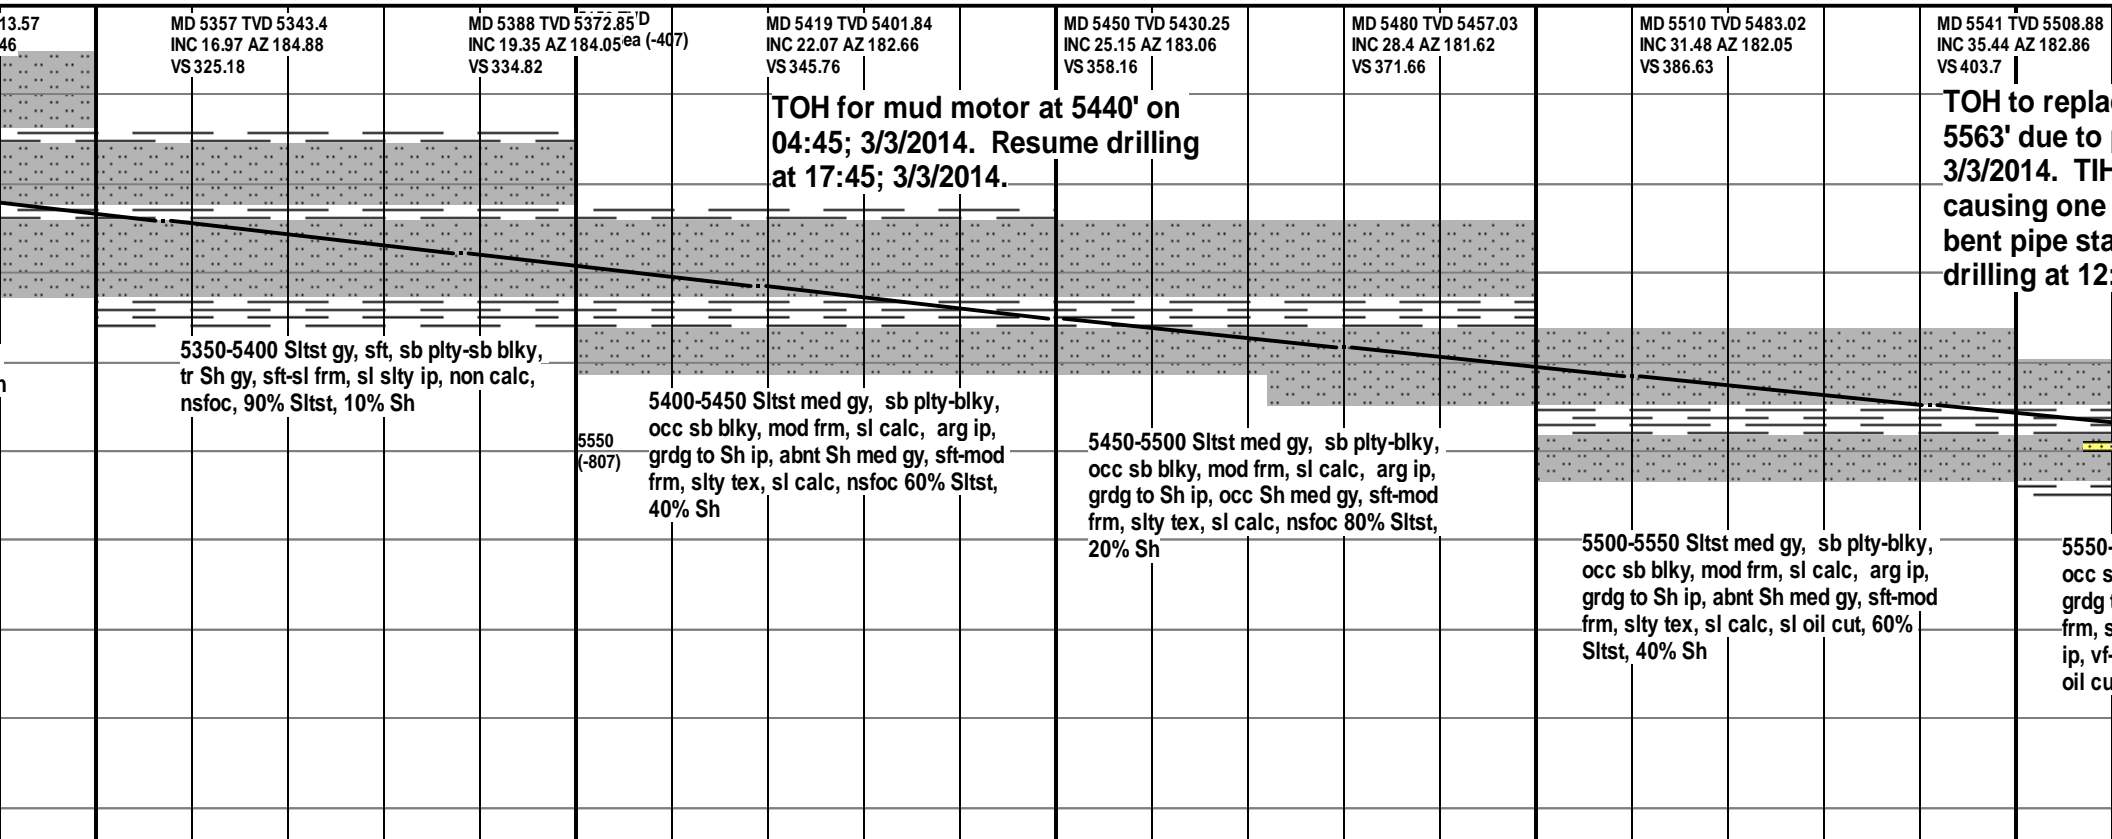 13.57
46
MD 5357 TVD 5343.4
INC 16.97 AZ 184.88
VS 325.18
MD 5388 TVD 5372.85
INC 19.35 AZ 184.05
VS 334.82
TVD
ea (-407)
MD 5419 TVD 5401.84
INC 22.07 AZ 182.66
VS 345.76
MD 5450 TVD 5430.25
INC 25.15 AZ 183.06
VS 358.16
MD 5480 TVD 5457.03
INC 28.4 AZ 181.62
VS 371.66
MD 5510 TVD 5483.02
INC 31.48 AZ 182.05
VS 386.63
MD 5541 TVD 5508.88
INC 35.44 AZ 182.86
VS 403.7
TOH for mud motor at 5440' on
04:45; 3/3/2014. Resume drilling
at 17:45; 3/3/2014.
TOH to repla
5563' due to
3/3/2014. TIH
causing one
bent pipe sta
drilling at 12:
5350-5400 Sltst gy, sft, sb plty-sb blky,
tr Sh gy, sft-sl frm, sl slty ip, non calc,
nsfoc, 90% Sltst, 10% Sh
5400-5450 Sltst med gy, sb plty-blky,
occ sb blky, mod frm, sl calc, arg ip,
grdg to Sh ip, abnt Sh med gy, sft-mod
frm, slty tex, sl calc, nsfoc 60% Sltst,
40% Sh
5550
(-807)
5450-5500 Sltst med gy, sb plty-blky,
occ sb blky, mod frm, sl calc, arg ip,
grdg to Sh ip, occ Sh med gy, sft-mod
frm, slty tex, sl calc, nsfoc 80% Sltst,
20% Sh
5500-5550 Sltst med gy, sb plty-blky,
occ sb blky, mod frm, sl calc, arg ip,
grdg to Sh ip, abnt Sh med gy, sft-mod
frm, slty tex, sl calc, sl oil cut, 60%
Sltst, 40% Sh
5550-
occ s
grdg
frm, s
ip, vf-
oil cu